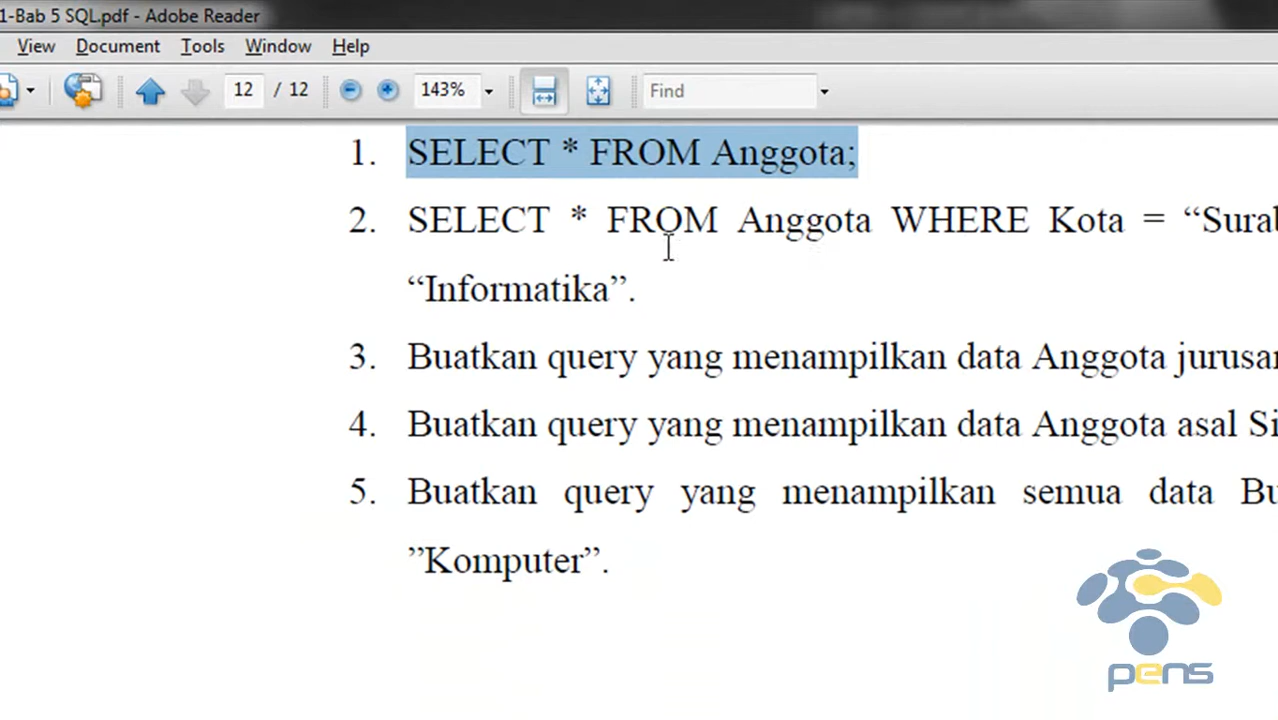 1-Bab 5 SQL.pdf - Adobe Reader
View Document Tools Window Help
12 / 12 143% Find
1. SELECT * FROM Anggota;
2. SELECT * FROM Anggota WHERE Kota = “Surab
“Informatika”.
3. Buatkan query yang menampilkan data Anggota jurusan
4. Buatkan query yang menampilkan data Anggota asal Si
5. Buatkan query yang menampilkan semua data Bu
”Komputer”.
pens